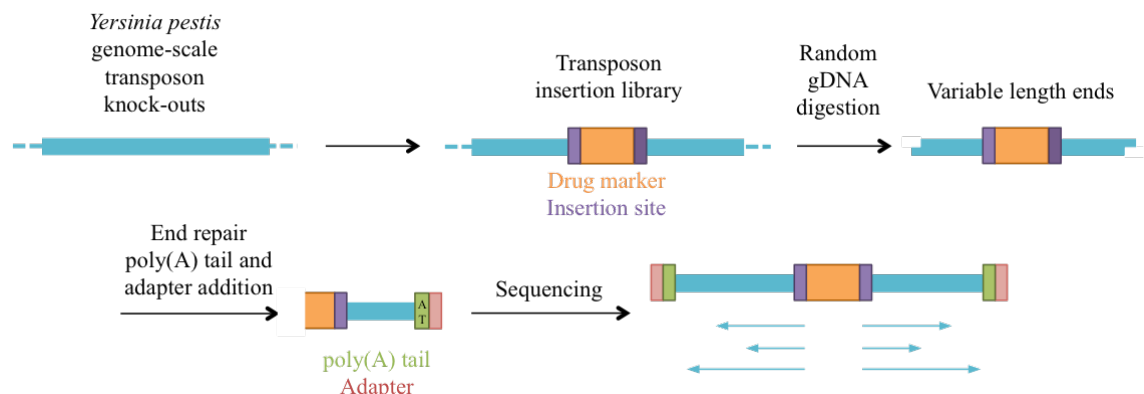 Yersinia pestis
genome-scale
transposon
knock-outs
Transposon
insertion library
Random
gDNA
digestion
Variable length ends
Drug marker
Insertion site
End repair
poly(A) tail and
adapter addition
A
T
poly(A) tail
Adapter
Sequencing